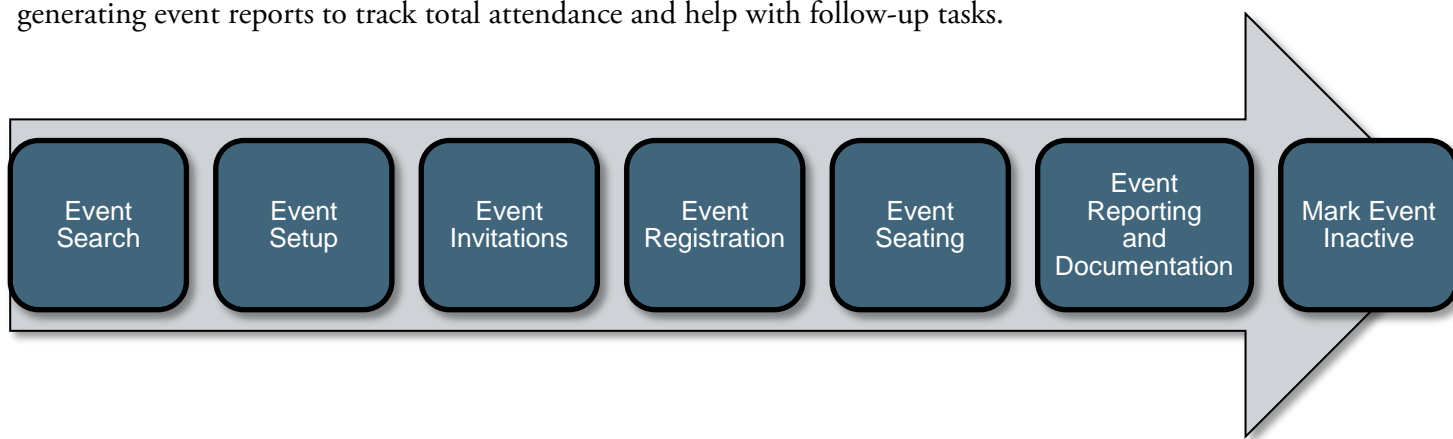 generating event reports to track total attendance and help with follow-up tasks.
Event
Search
Event
Setup
Event
Invitations
Event
Registration
Event
Seating
Event
Reporting
and
Documentation
Mark Event
Inactive